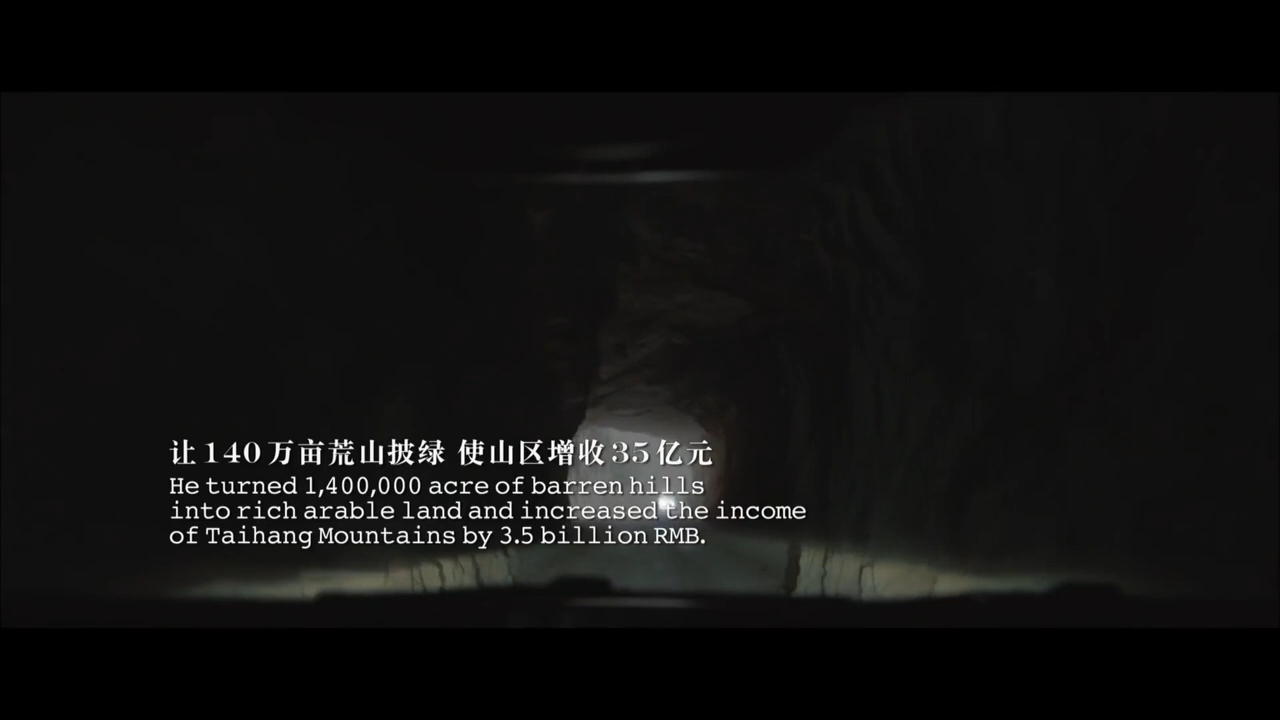 让140万亩荒山披绿 使山区增收35亿元
He turned 1,400,000 acre of barren hills
into rich arable land and increased the income
of Taihang Mountains by 3.5 billion RMB.